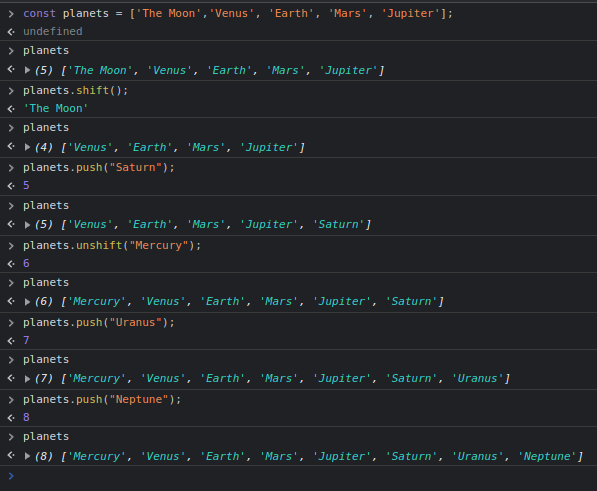 const planets = ['The Moon','Venus', 'Earth', 'Mars', 'Jupiter'];
undefined
planets
(5) ['The Moon', 'Venus', 'Earth', 'Mars', 'Jupiter']
planets.shift();
'The Moon'
planets
(4) ['Venus', 'Earth', 'Mars', 'Jupiter']
planets.push("Saturn");
5
planets
(5) ['Venus', 'Earth', 'Mars', 'Jupiter', 'Saturn']
planets.unshift("Mercury");
6
planets
(6) ['Mercury', 'Venus', 'Earth', 'Mars', 'Jupiter', 'Saturn']
planets.push("Uranus");
7
planets
(7) ['Mercury', 'Venus', 'Earth', 'Mars', 'Jupiter', 'Saturn', 'Uranus']
planets.push("Neptune");
8
planets
(8) ['Mercury', 'Venus', 'Earth', 'Mars', 'Jupiter', 'Saturn', 'Uranus', 'Neptune']